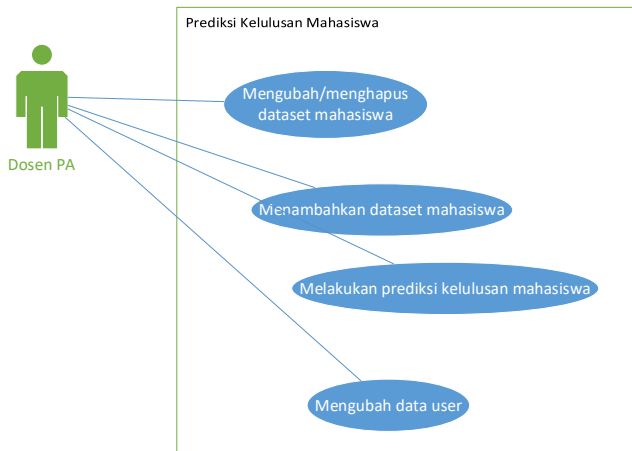 Prediksi Kelulusan Mahasiswa
Mengubah/menghapus
dataset mahasiswa
Dosen PA
Menambahkan dataset mahasiswa
Melakukan prediksi kelulusan mahasiswa
Mengubah data user